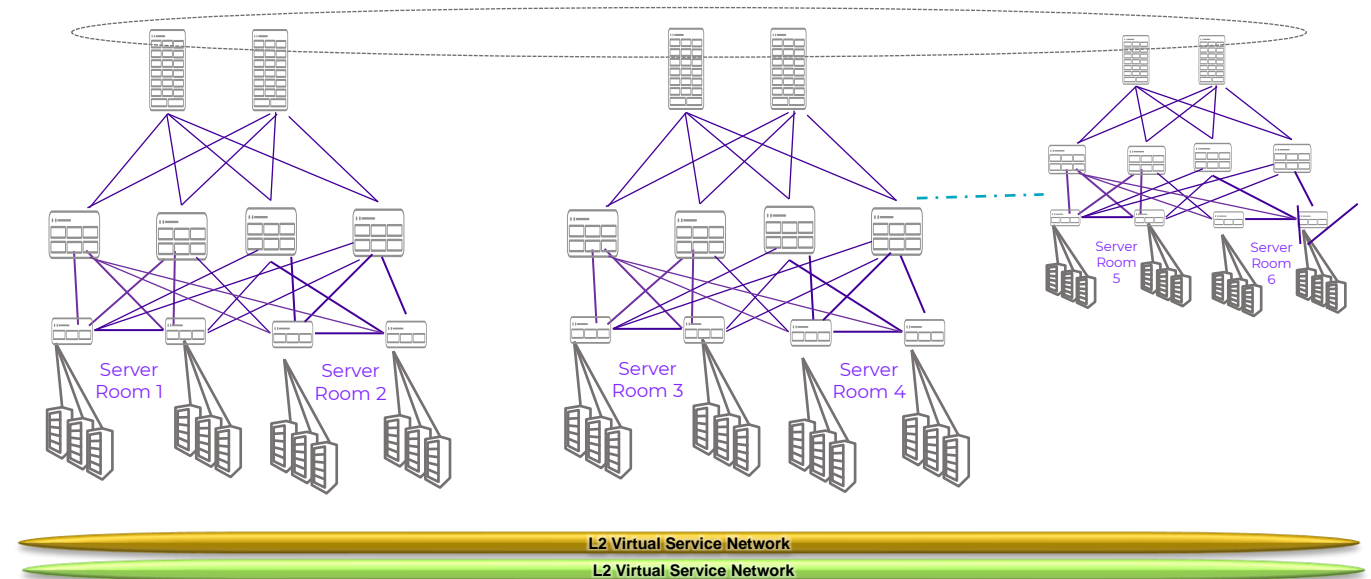 Server
Room 1
Server
Room 2
Server
Room 3
Server
Room 4
Server
Room
5
Server
Room
6
L2 Virtual Service Network
L2 Virtual Service Network